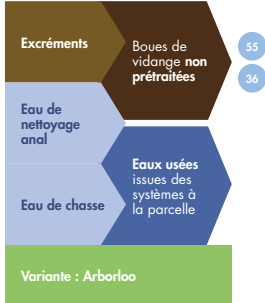 Excréments
Boues de
vidange non
prétraitées
55
36
Eau de
nettoyage
anal
Eaux usées
issues des
systèmes à
la parcelle
Eau de chasse
Variante : Arborloo